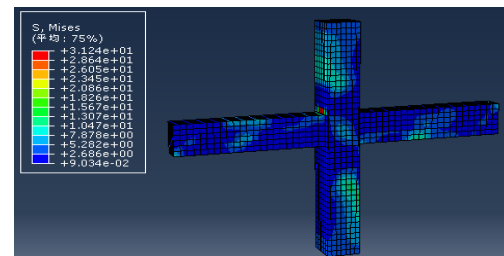 S, Mises
(平均: 75%)
+3.124e+01
+2.864e+01
+2.605e+01
+2.345e+01
+2.086e+01
+1.826e+01
+1.567e+01
+1.307e+01
+1.047e+01
+7.878e+00
+5.282e+00
+2.686e+00
+9.034e-02